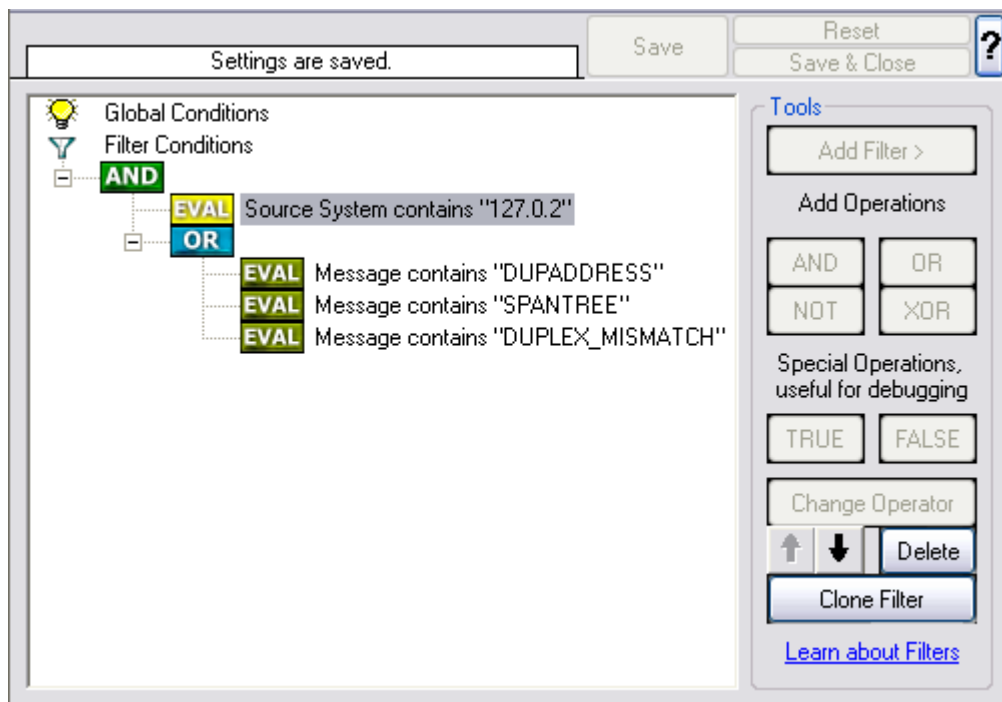 Settings are saved.
Save
Reset
Save & Close
?
Global Conditions
Filter Conditions
AND
EVAL Source System contains "127.0.2"
OR
EVAL Message contains "DUPADDRESS"
EVAL Message contains "SPANTREE"
EVAL Message contains "DUPLEX_MISMATCH"
Tools
Add Filter >
Add Operations
AND OR
NOT XOR
Special Operations,
useful for debugging
TRUE FALSE
Change Operator
Delete
Clone Filter
Learn about Filters